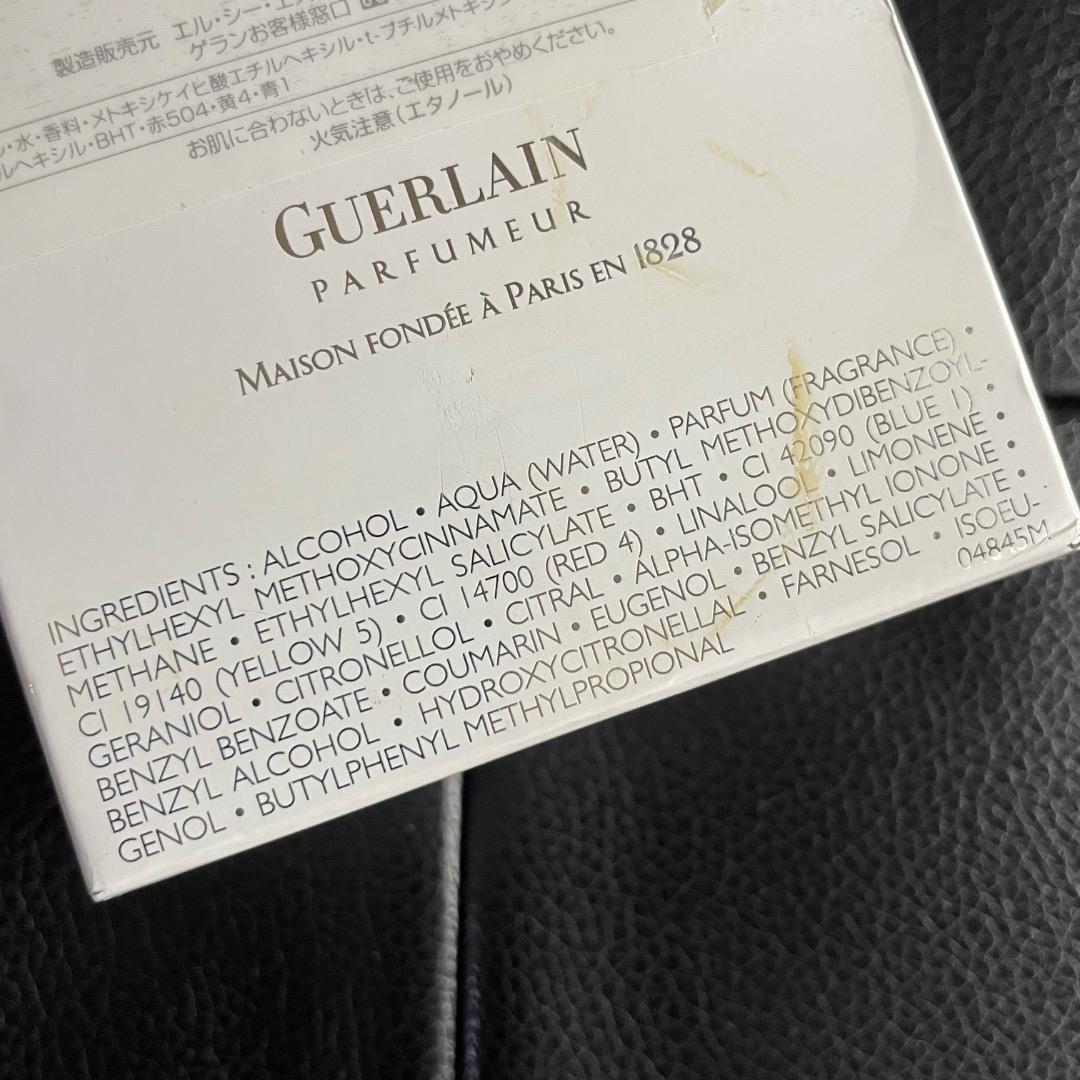 製造販売元 エル・シー・エ
ゲランお客様窓口
・水・香料・メトキシケイヒ酸エチルヘキシル・t-ブチルメトキシ
ルヘキシル・BHT・赤504・黄4・青1
お肌に合わないときは、ご使用をおやめください。
火気注意(エタノール)
GUERLAIN
PARFUMEUR
MAISON FONDÉE À PARIS EN 1828
INGREDIENTS : ALCOHOL • AQUA (WATER) • PARFUM (FRAGRANCE) •
ETHYLHEXYL METHOXYCINNAMATE • BUTYL METHOXYDIBENZOYL-
METHANE • ETHYLHEXYL SALICYLATE • BHT • CI 42090 (BLUE 1) •
CI 19140 (YELLOW 5) • CI 14700 (RED 4) • LINALOOL • LIMONENE •
GERANIOL • CITRONELLOL • CITRAL • ALPHA-ISOMETHYL IONONE •
BENZYL BENZOATE • COUMARIN • EUGENOL • BENZYL SALICYLATE •
BENZYL ALCOHOL • HYDROXYCITRONELLAL • FARNESOL • ISOEU-
GENOL • BUTYLPHENYL METHYLPROPIONAL
04845M